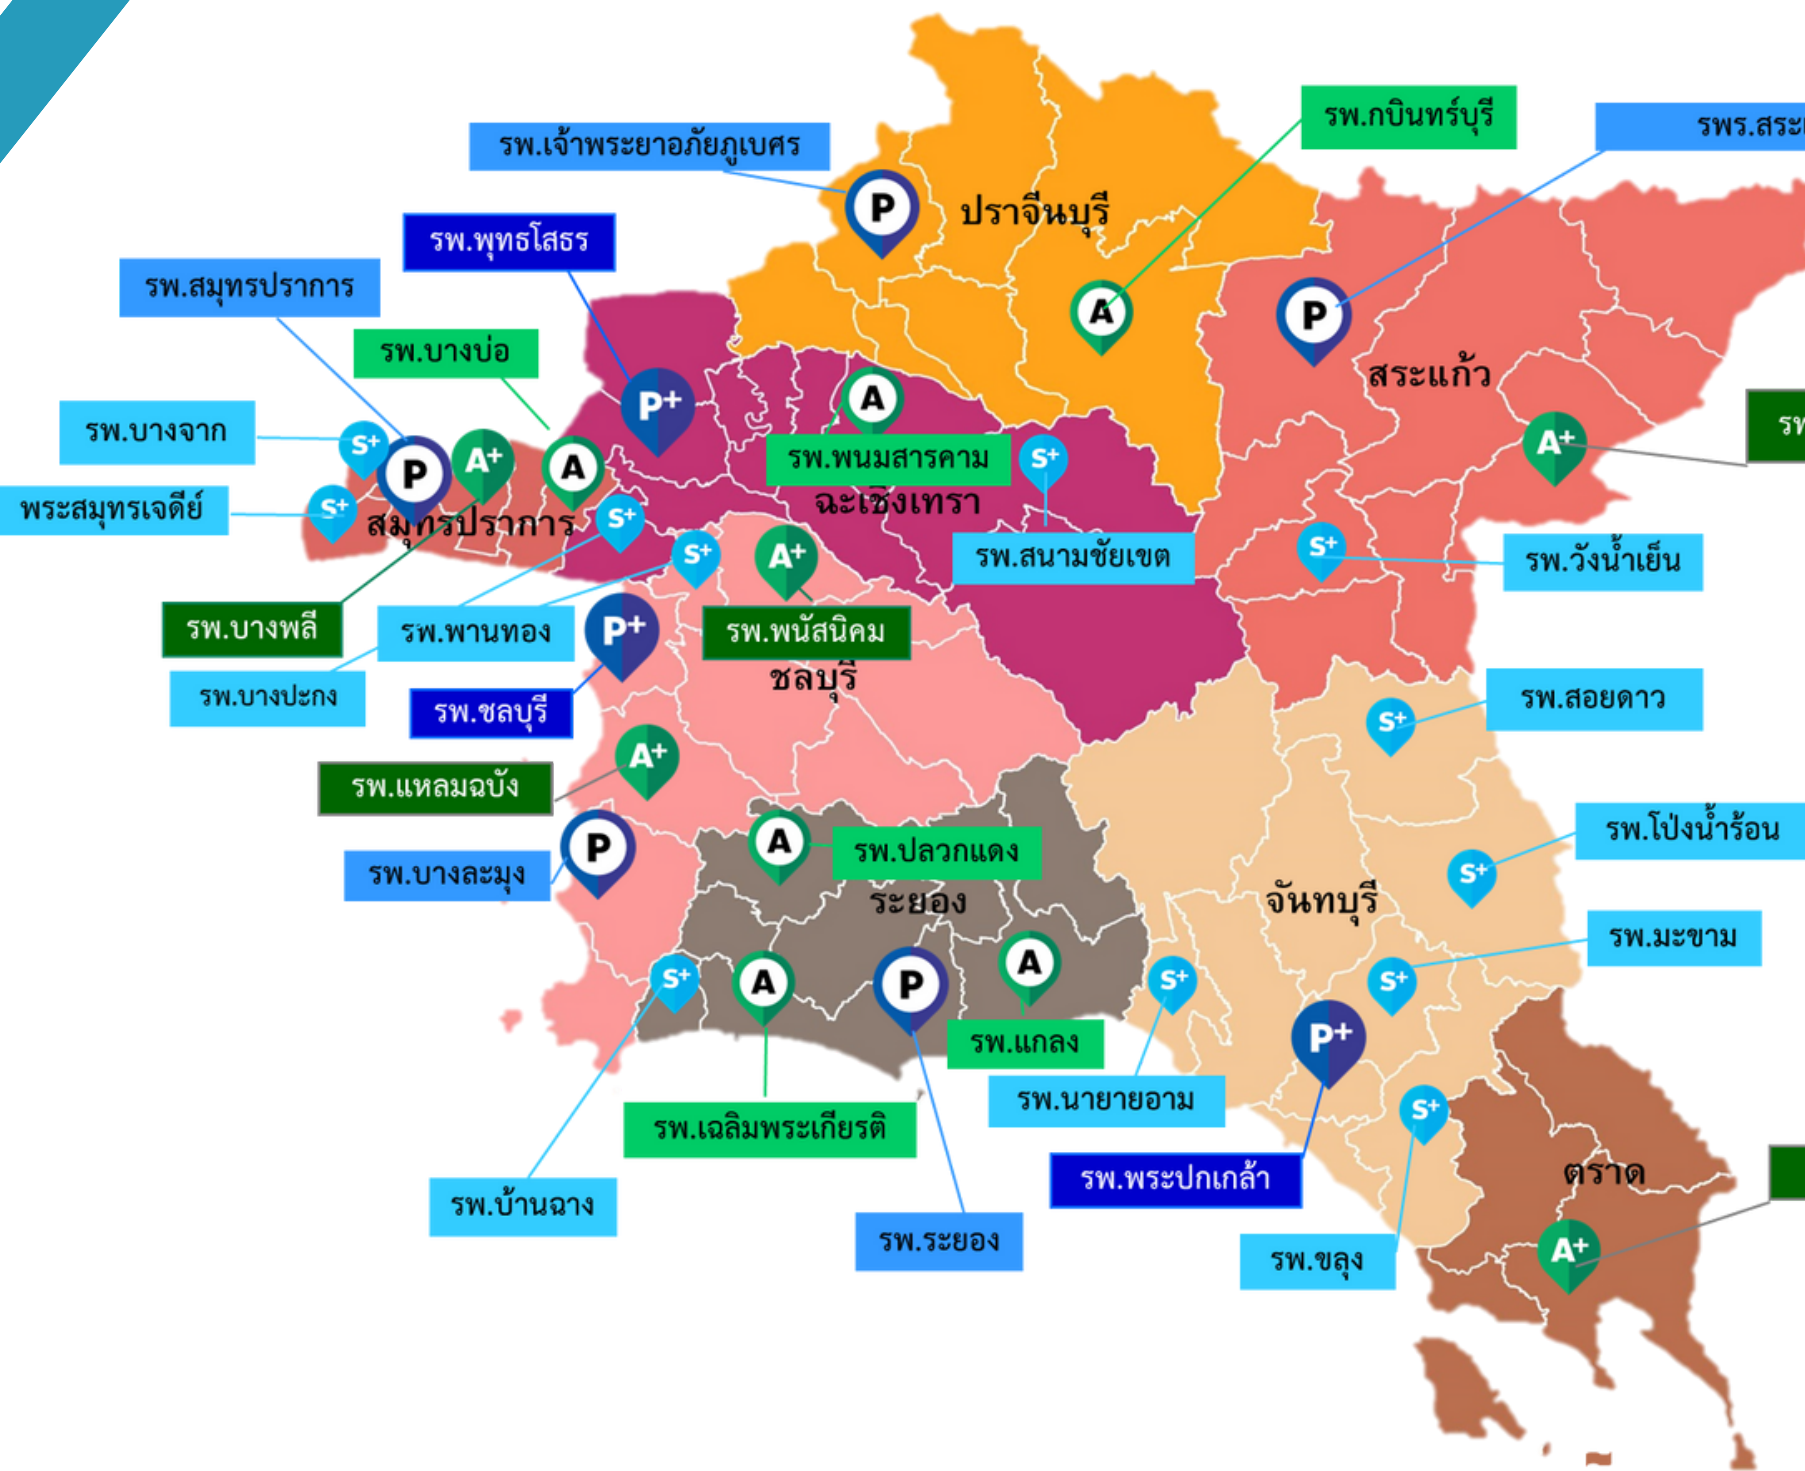 รพ.กบินทร์บุรี
รพร.สระ
รพ.เจ้าพระยาอภัยภูเบศร
P
ปราจีนบุรี
รพ.พุทธโสธร
รพ.สมุทรปราการ
A
P
รพ.บางบ่อ
สระแก้ว
P+
A
รพ.บางจาก
S+
P
A+
A
รพ.พนมสารคาม
S+
A+
รพ
พระสมุทรเจดีย์
S+
สมุทรปราการ
S+
ฉะเชิงเทรา
S+
A+
รพ.สนามชัยเขต
S+
รพ.วังน้ำเย็น
รพ.บางพลี
รพ.พานทอง
P+
รพ.พนัสนิคม
ชลบุรี
รพ.บางปะกง
รพ.ชลบุรี
S+
รพ.สอยดาว
A+
รพ.แหลมฉบัง
P
A
รพ.ปลวกแดง
รพ.โป่งน้ำร้อน
รพ.บางละมุง
S+
ระยอง
จันทบุรี
รพ.มะขาม
S+
A
P
A
S+
S+
รพ.แกลง
P+
รพ.นายายอาม
S+
รพ.เฉลิมพระเกียรติ
รพ.พระปกเกล้า
ตราด
รพ.บ้านฉาง
รพ.ระยอง
รพ.ขลุง
A+